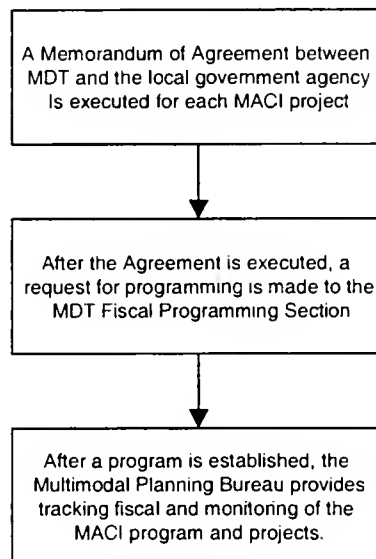 A Memorandum of Agreement between
MDT and the local government agency
Is executed for each MACI project
After the Agreement is executed, a
request for programming is made to the
MDT Fiscal Programming Section
After a program is established, the
Multimodal Planning Bureau provides
tracking fiscal and monitoring of the
MACI program and projects.